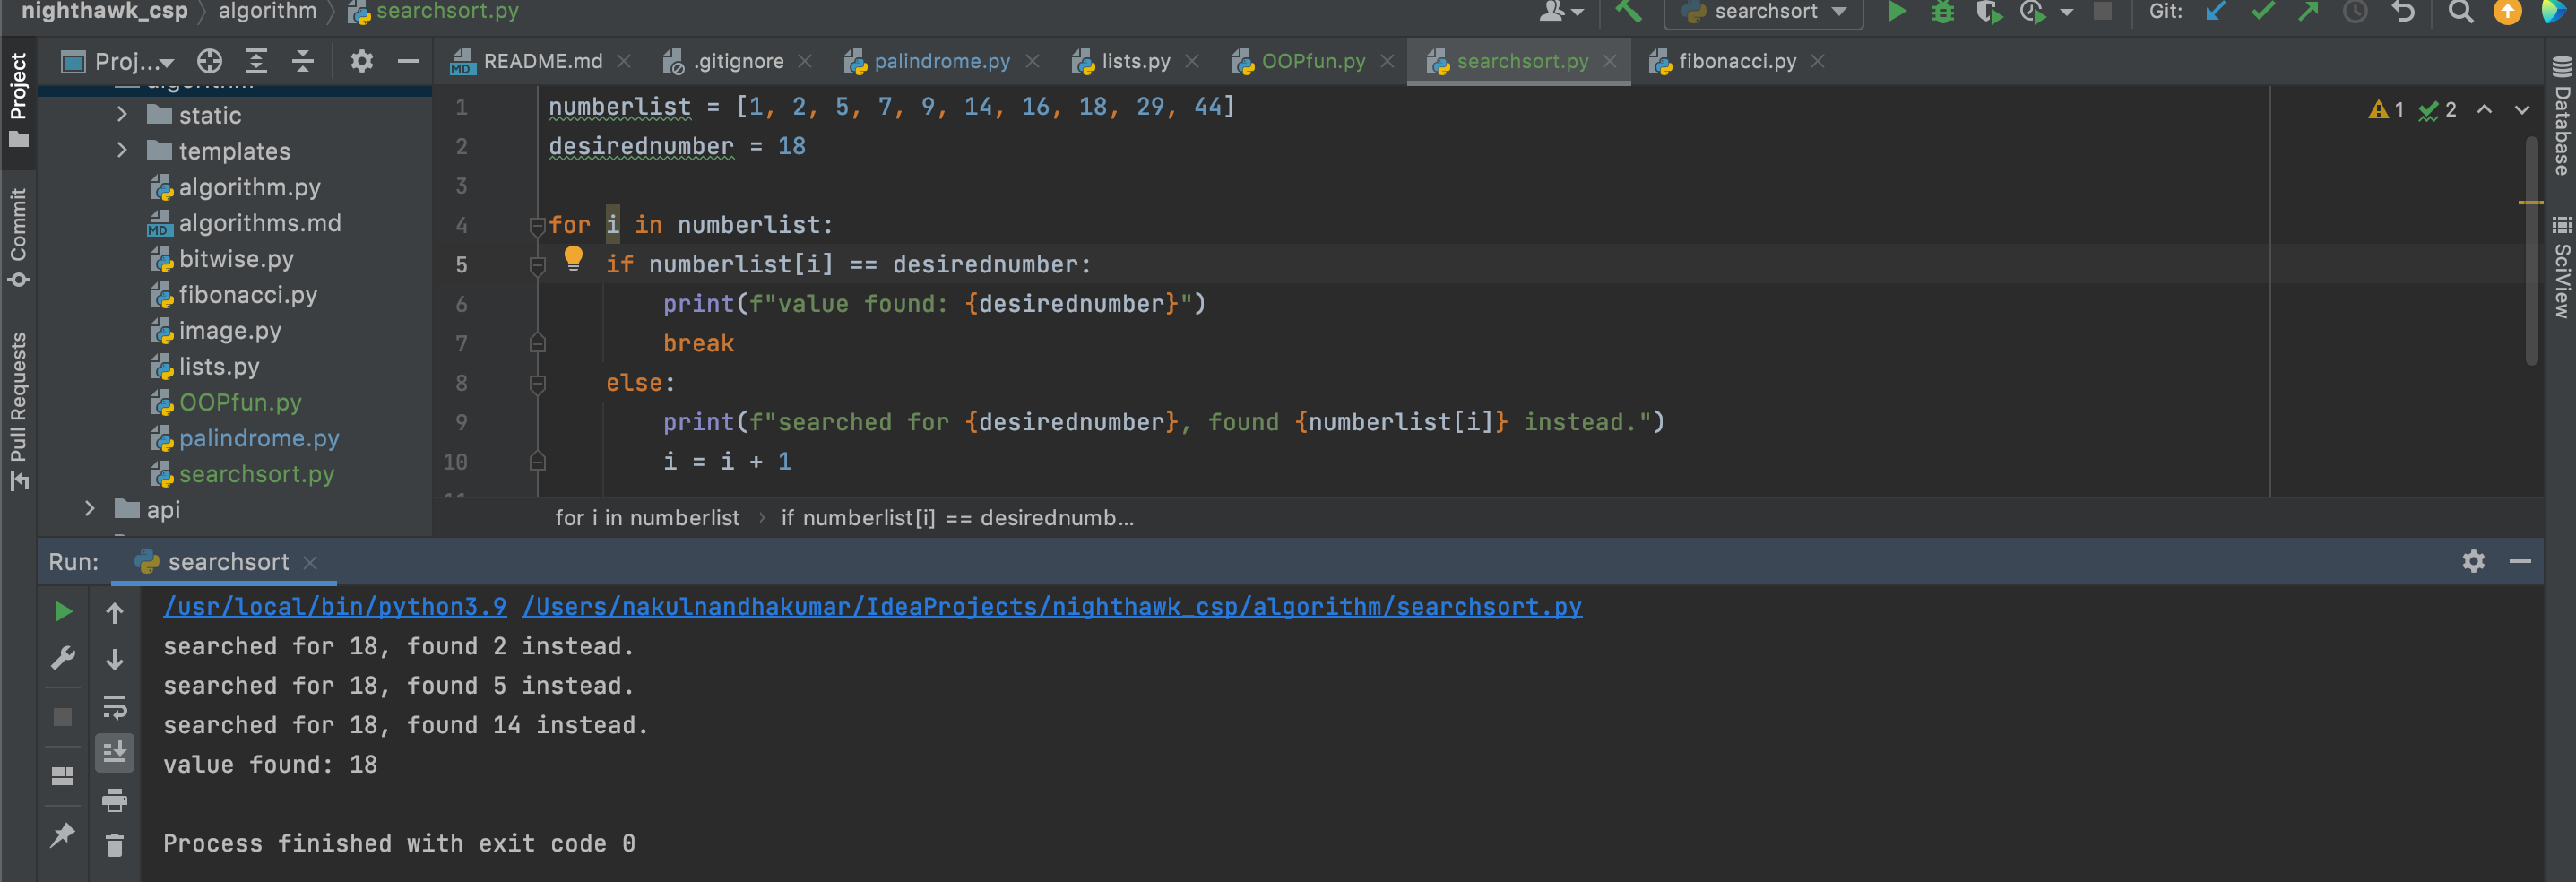 nighthawk_csp algorithm searchsort.py
searchsort
Git:
Project
Commit
Pull Requests
Proj...
static
templates
algorithm.py
algorithms.md
bitwise.py
fibonacci.py
image.py
lists.py
OOPfun.py
palindrome.py
searchsort.py
api
README.md .gitignore palindrome.py lists.py OOPfun.py searchsort.py fibonacci.py
1 numberlist = [1, 2, 5, 7, 9, 14, 16, 18, 29, 44]
2 desirednumber = 18
3
4 for i in numberlist:
5 if numberlist[i] == desirednumber:
6 print(f"value found: {desirednumber}")
7 break
8 else:
9 print(f"searched for {desirednumber}, found {numberlist[i]} instead.")
10 i = i + 1
1 2
for i in numberlist › if numberlist[i] == desirednumb...
Database
SciView
Run: searchsort
/usr/local/bin/python3.9 /Users/nakulnandhakumar/IdeaProjects/nighthawk_csp/algorithm/searchsort.py
searched for 18, found 2 instead.
searched for 18, found 5 instead.
searched for 18, found 14 instead.
value found: 18
Process finished with exit code 0